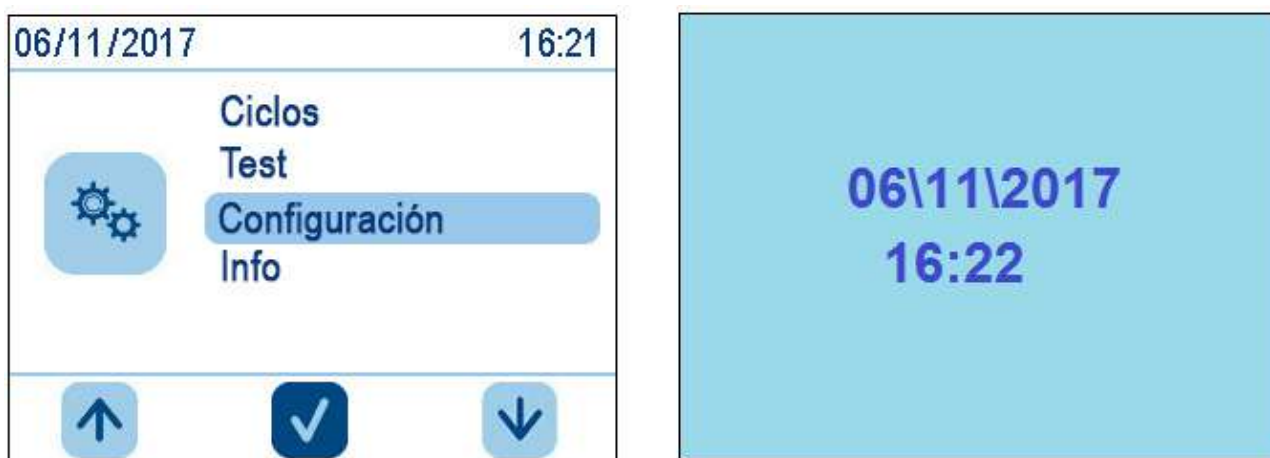 06/11/2017 16:21
Ciclos
Test
Configuración
Info
06\11\2017
16:22